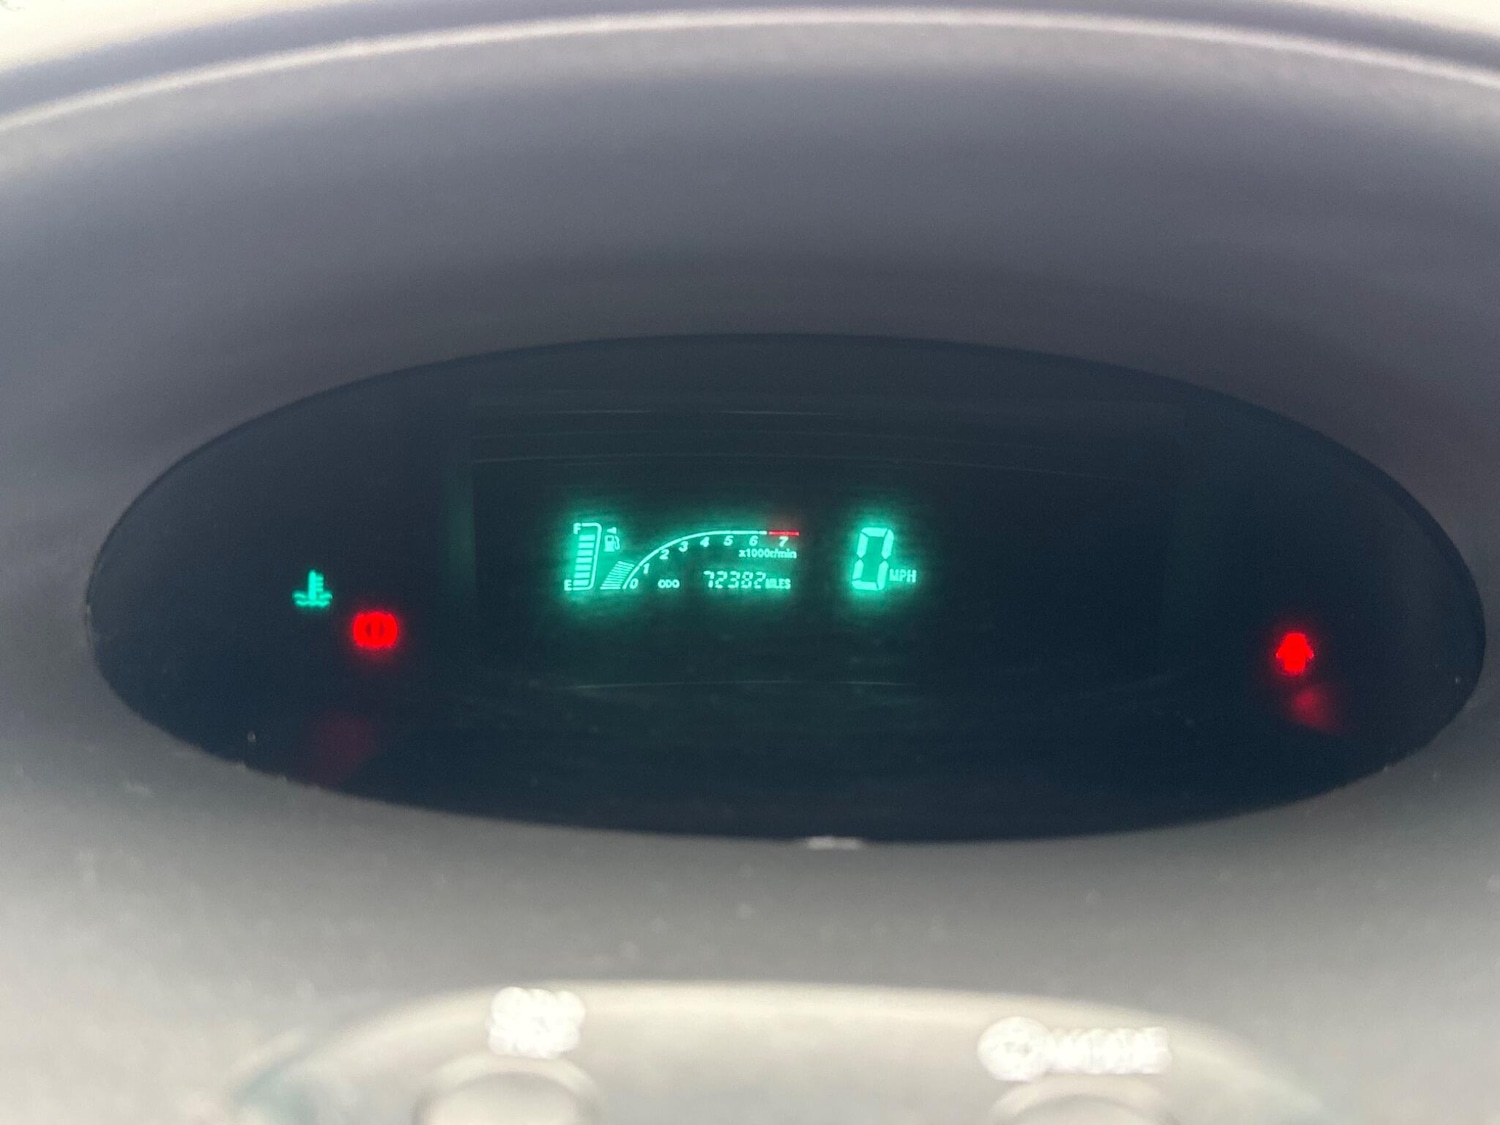 F
E
0 1 2 3 4 5 6 7
x1000r/min
ODO 72382 MILES
0 MPH